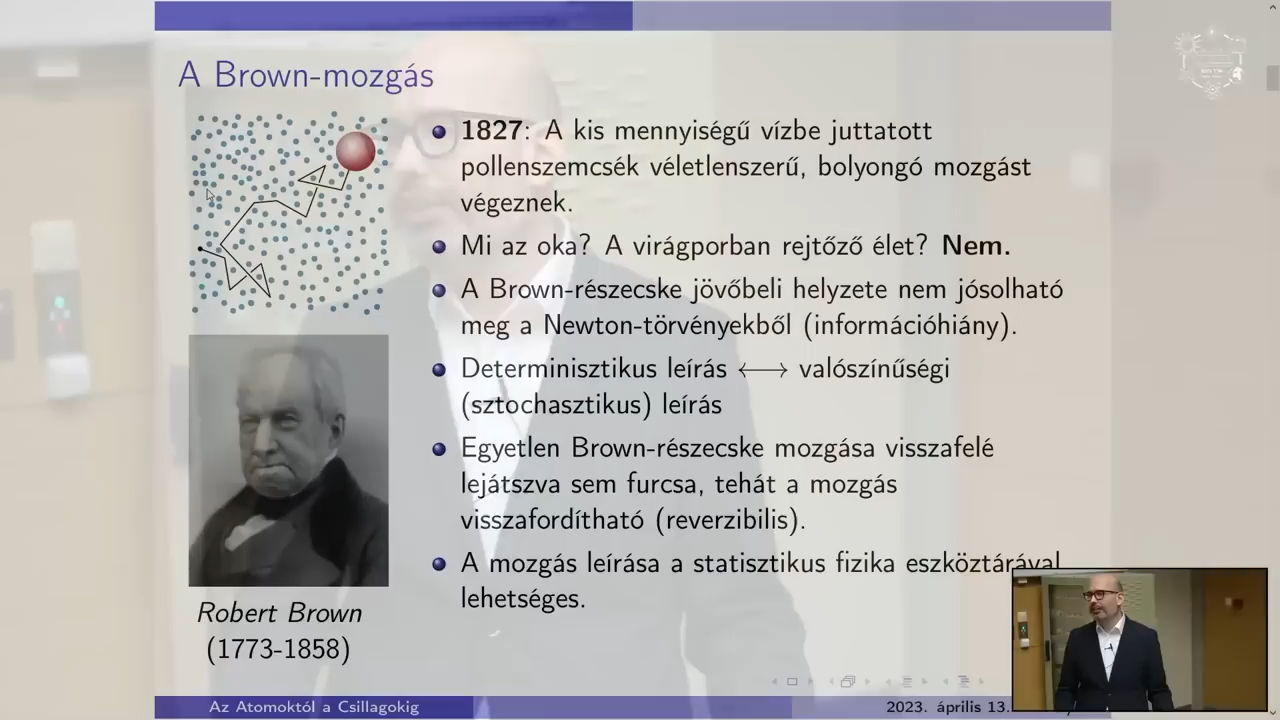 A Brown-mozgás
1827: A kis mennyiségű vízbe juttatott
pollenszemcsék véletlenszerű, bolyongó mozgást
végeznek.
Mi az oka? A virágporban rejtőző élet? Nem.
A Brown-részecske jövőbeli helyzete nem jósolható
meg a Newton-törvényekből (információhiány).
Determinisztikus leírás ⟷ valószínűségi
(sztochasztikus) leírás
Egyetlen Brown-részecske mozgása visszafelé
lejátszva sem furcsa, tehát a mozgás
visszafordítható (reverzibilis).
A mozgás leírása a statisztikus fizika eszköztárával
lehetséges.
Robert Brown
(1773-1858)
Az Atomoktól a Csillagokig
2023. április 13.